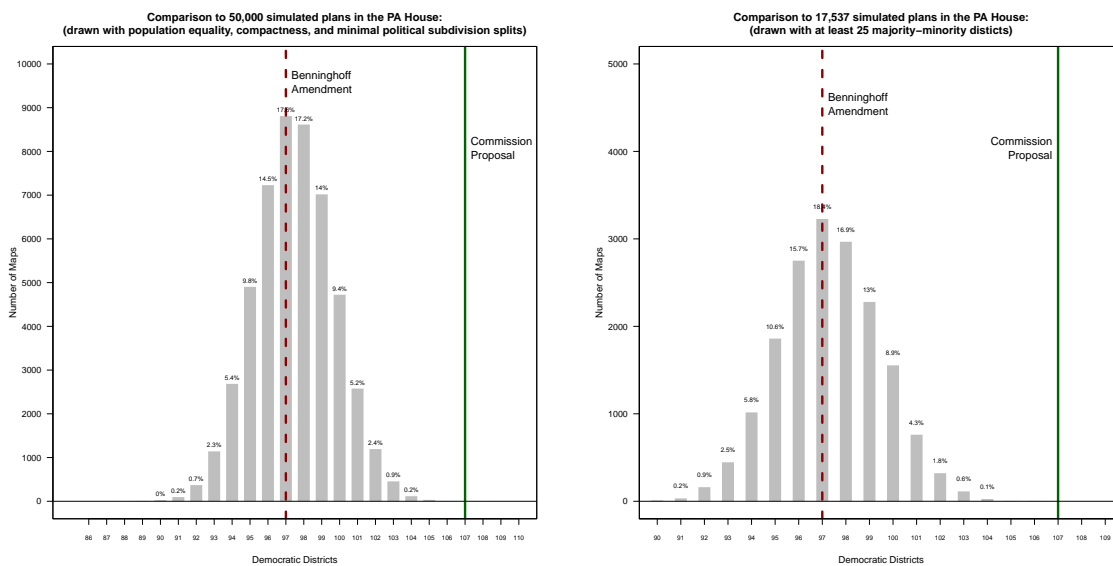 Comparison to 50,000 simulated plans in the PA House:
(drawn with population equality, compactness, and minimal political subdivision splits)
Number of Maps
10000
9000
8000
7000
6000
5000
4000
3000
2000
1000
0
Benninghoff
Amendment
Commission
Proposal
0%
0.2%
0.7%
2.3%
5.4%
9.8%
14.5%
17.2%
14%
9.4%
5.2%
2.4%
0.9%
0.2%
86 87 88 89 90 91 92 93 94 95 96 97 98 99 100 101 102 103 104 105 106 107 108 109 110
Democratic Districts
Comparison to 17,537 simulated plans in the PA House:
(drawn with at least 25 majority−minority disticts)
Number of Maps
5000
4000
3000
2000
1000
0
Benninghoff
Amendment
Commission
Proposal
0.2%
0.9%
2.5%
5.8%
10.6%
15.7%
16.9%
13%
8.9%
4.3%
1.8%
0.6%
0.1%
90 91 92 93 94 95 96 97 98 99 100 101 102 103 104 105 106 107 108 109
Democratic Districts